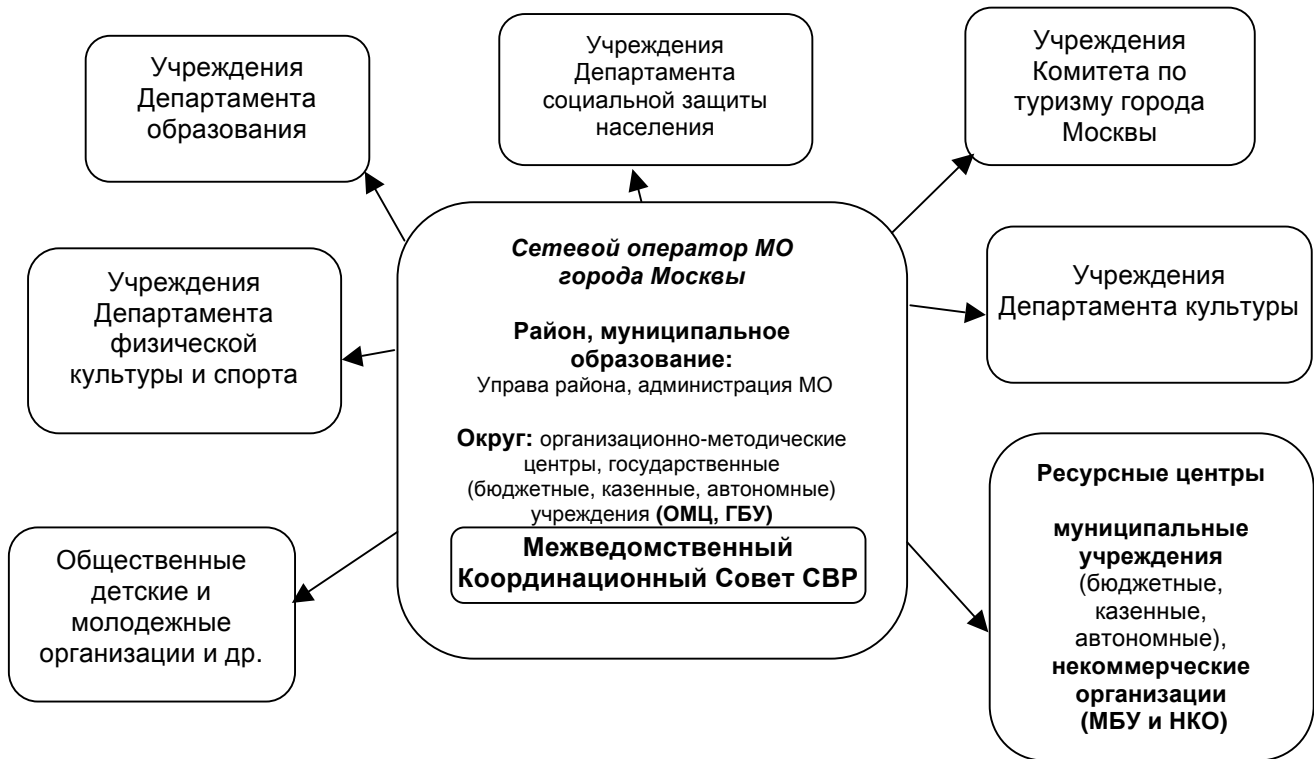 Учреждения
Департамента
образования
Учреждения
Департамента
социальной защиты
населения
Учреждения
Комитета по
туризму города
Москвы
Учреждения
Департамента
физической
культуры и спорта
Сетевой оператор МО
города Москвы
Район, муниципальное
образование:
Управа района, администрация МО
Округ: организационно-методические
центры, государственные
(бюджетные, казенные, автономные)
учреждения (ОМЦ, ГБУ)
Межведомственный
Координационный Совет СВР
Учреждения
Департамента культуры
Общественные
детские и
молодежные
организации и др.
Ресурсные центры
муниципальные
учреждения
(бюджетные,
казенные,
автономные),
некоммерческие
организации
(МБУ и НКО)